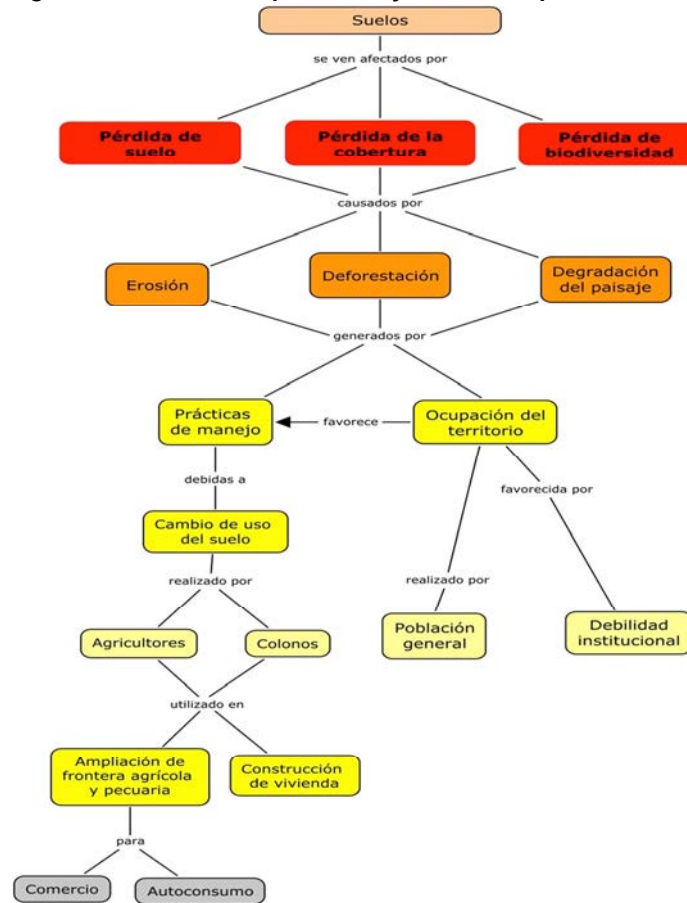 Suelos
se ven afectados por
Pérdida de
suelo
Pérdida de la
cobertura
Pérdida de
biodiversidad
causados por
Erosión
Deforestación
Degradación
del paisaje
generados por
Prácticas
de manejo
favorece
Ocupación del
territorio
debidas a
favorecida por
Cambio de uso
del suelo
realizado por
realizado por
Agricultores
Colonos
Población
general
Debilidad
institucional
utilizado en
Ampliación de
frontera agrícola
y pecuaria
Construcción
de vivienda
para
Comercio
Autoconsumo